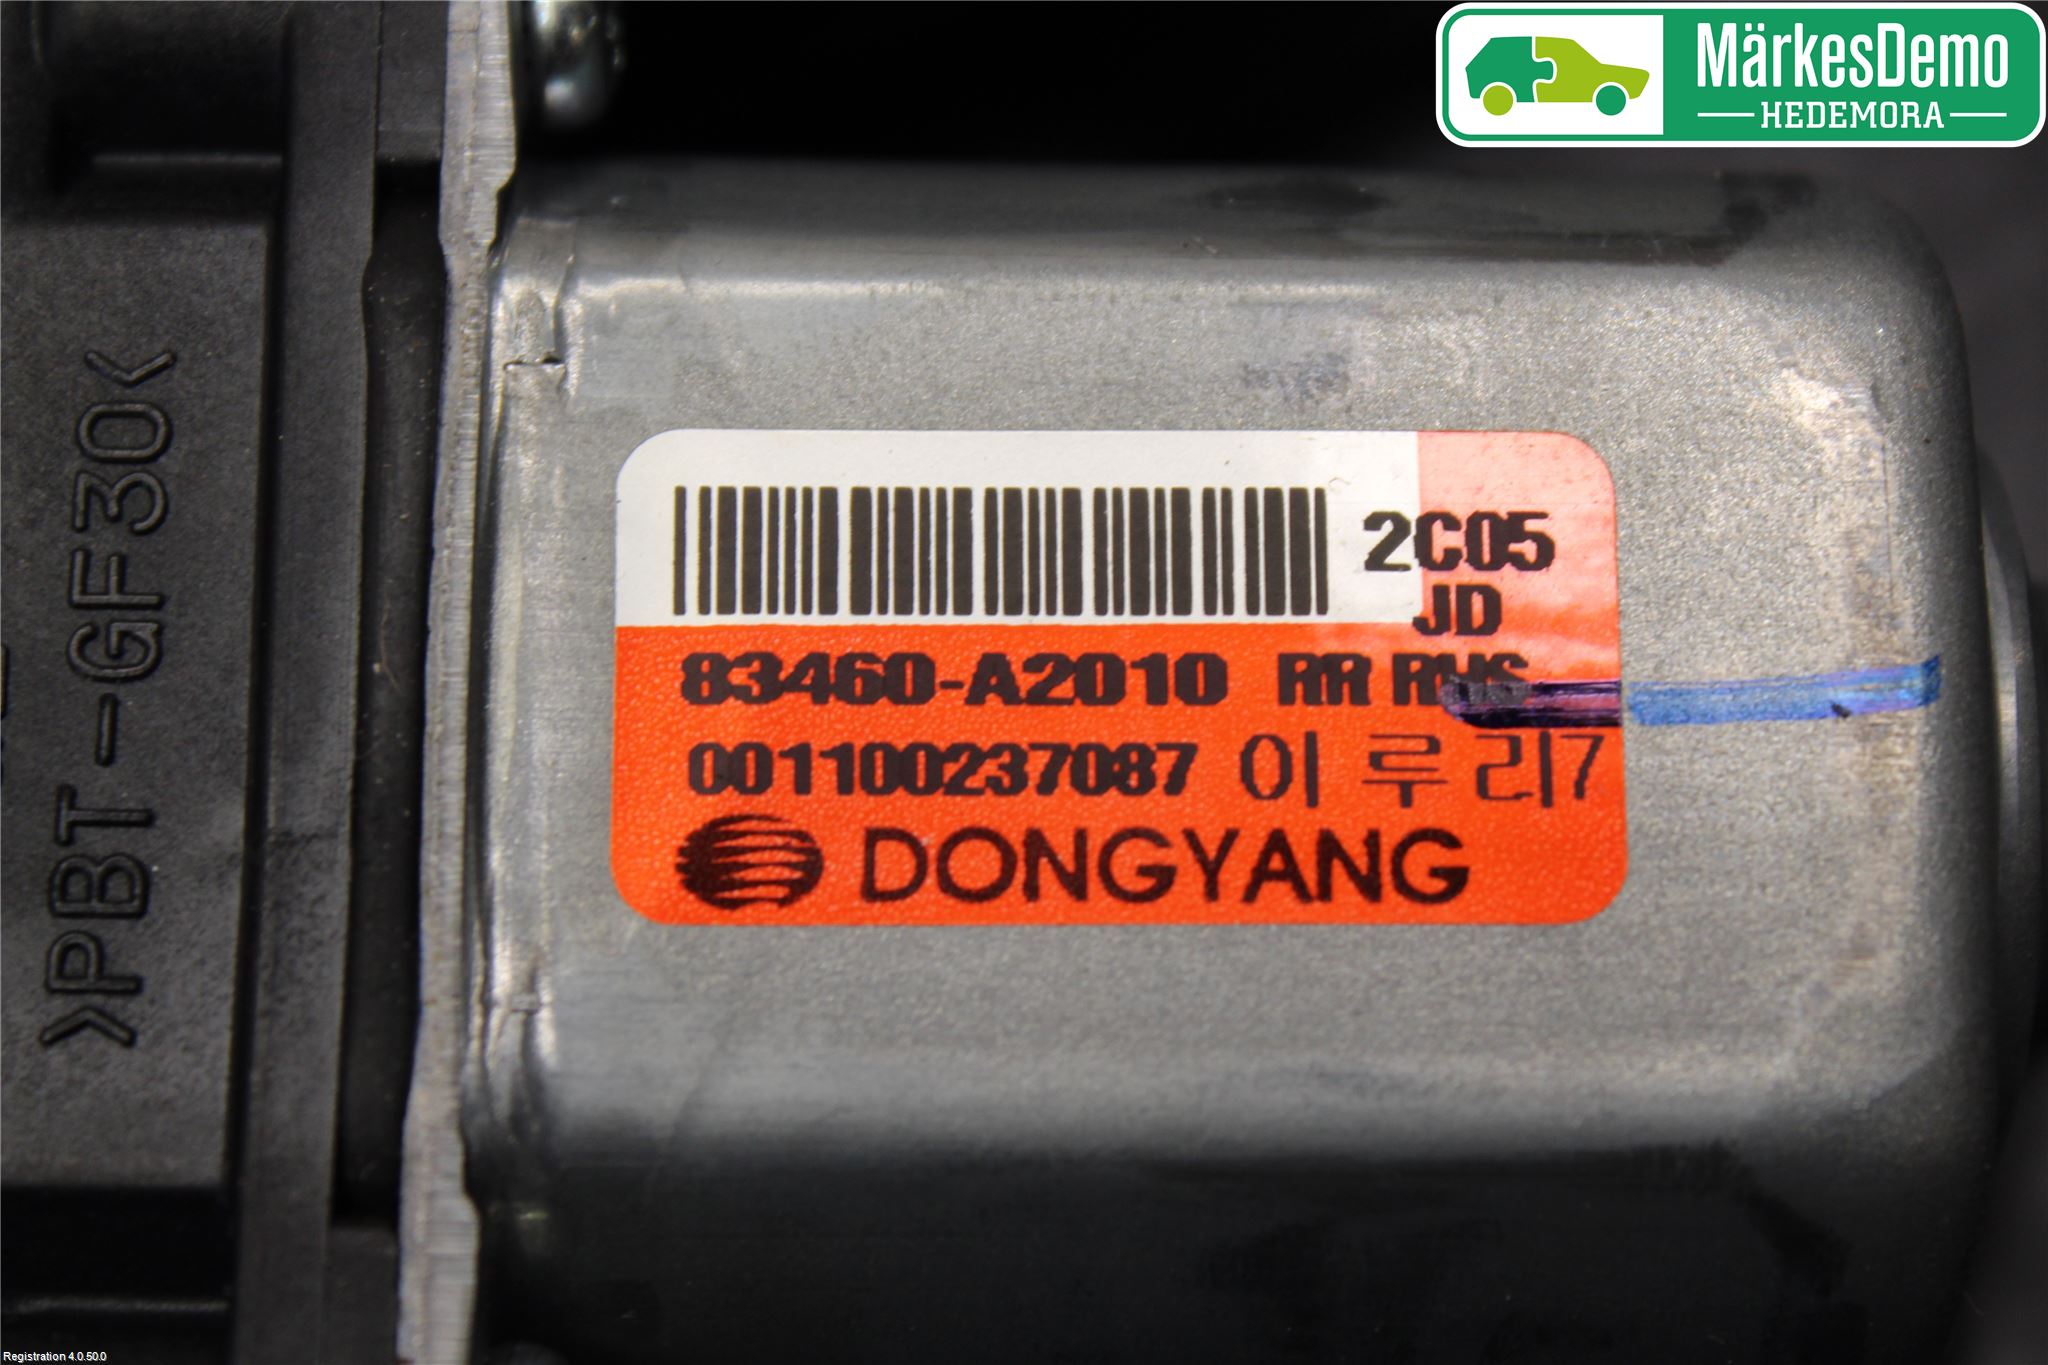 MärkesDemo
HEDEMORA
>PBT-GF30<
2C05
JD
83460-A2010 RR RHS
001100237087 이루리7
DONGYANG
Registration 4.0.50.0